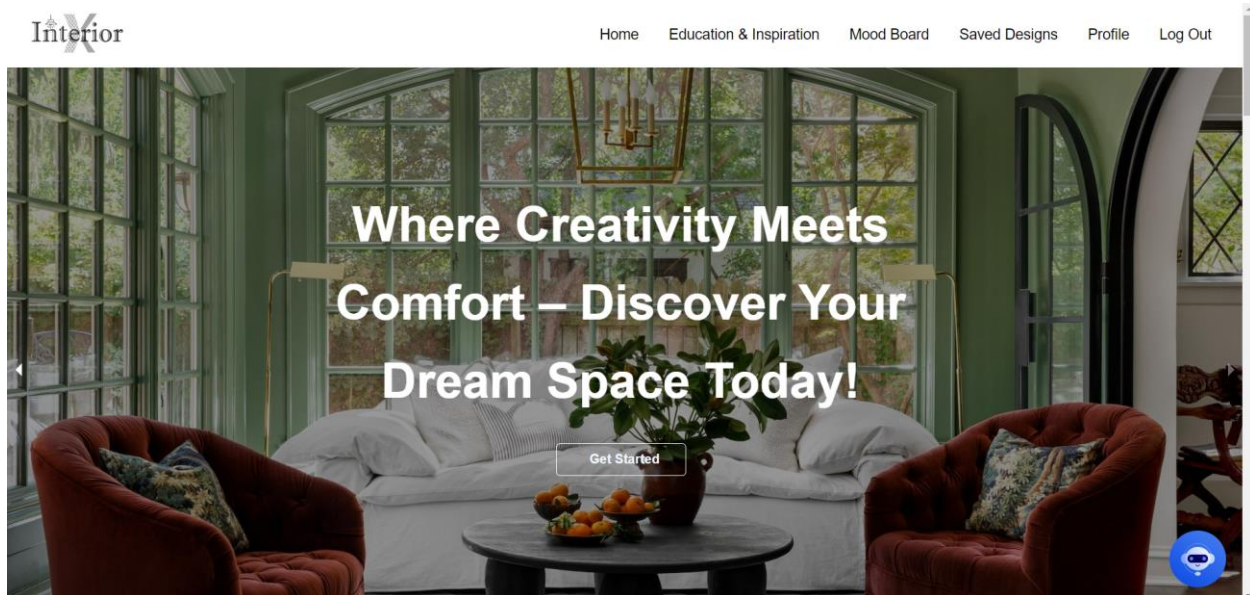 Interior X
Home Education & Inspiration Mood Board Saved Designs Profile Log Out
Where Creativity Meets
Comfort – Discover Your
Dream Space Today!
Get Started